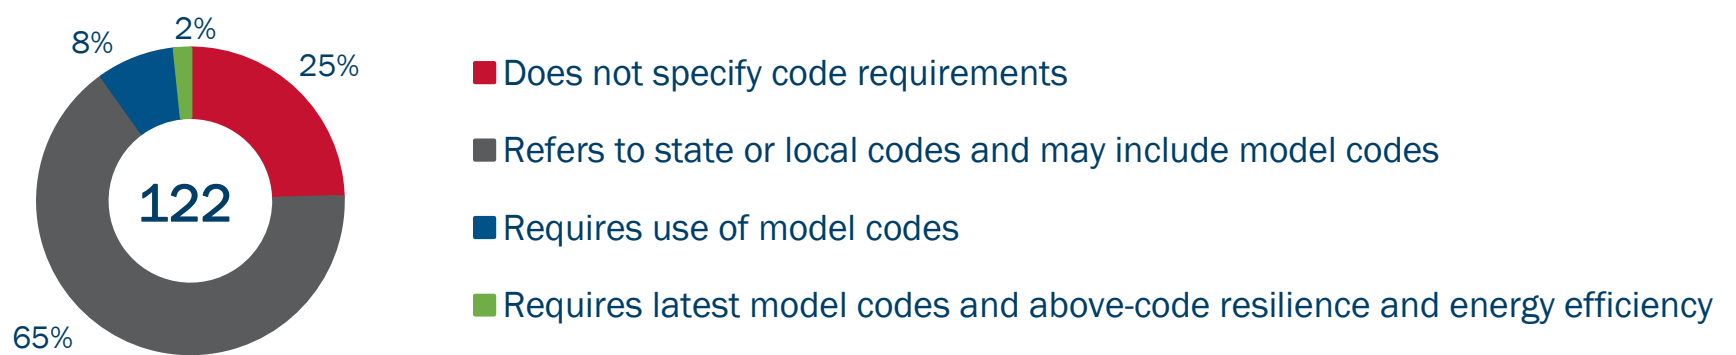 2%
8%
25%
122
65%
Does not specify code requirements
Refers to state or local codes and may include model codes
Requires use of model codes
Requires latest model codes and above-code resilience and energy efficiency